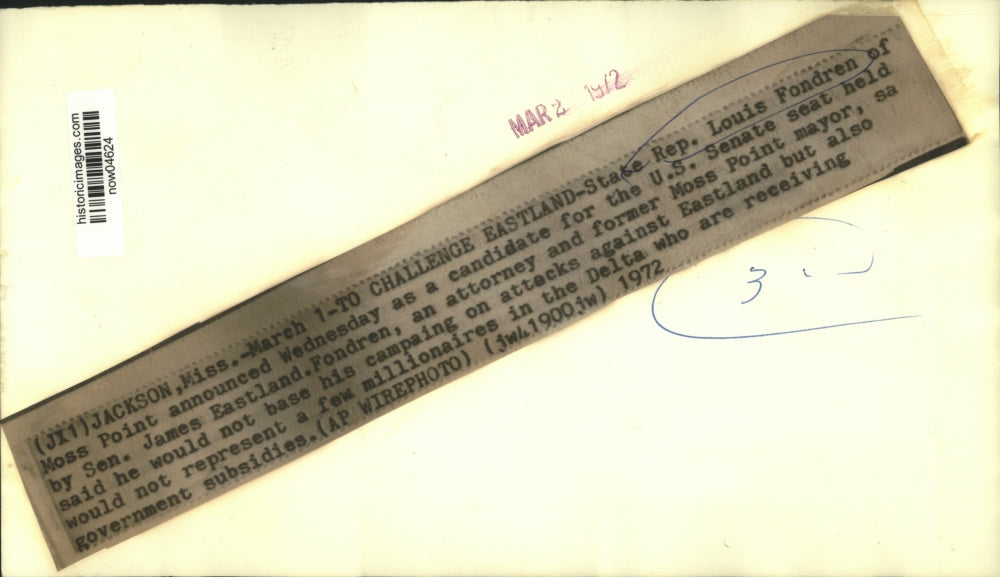 historicimages.com
now04624
MAR 2 1972
(JX1)JACKSON,Miss.-March 1-TO CHALLENGE EASTLAND-State Rep. Louis Fondren of
Moss Point announced Wednesday as a candidate for the U.S. Senate seat held
by Sen. James Eastland.Fondren, an attorney and former Moss Point mayor, sa
said he would not base his campaing on attacks against Eastland but also
would not represent a few millionaires in the Delta who are receiving
government subsidies.(AP WIREPHOTO) (jw41900jw) 1972
3